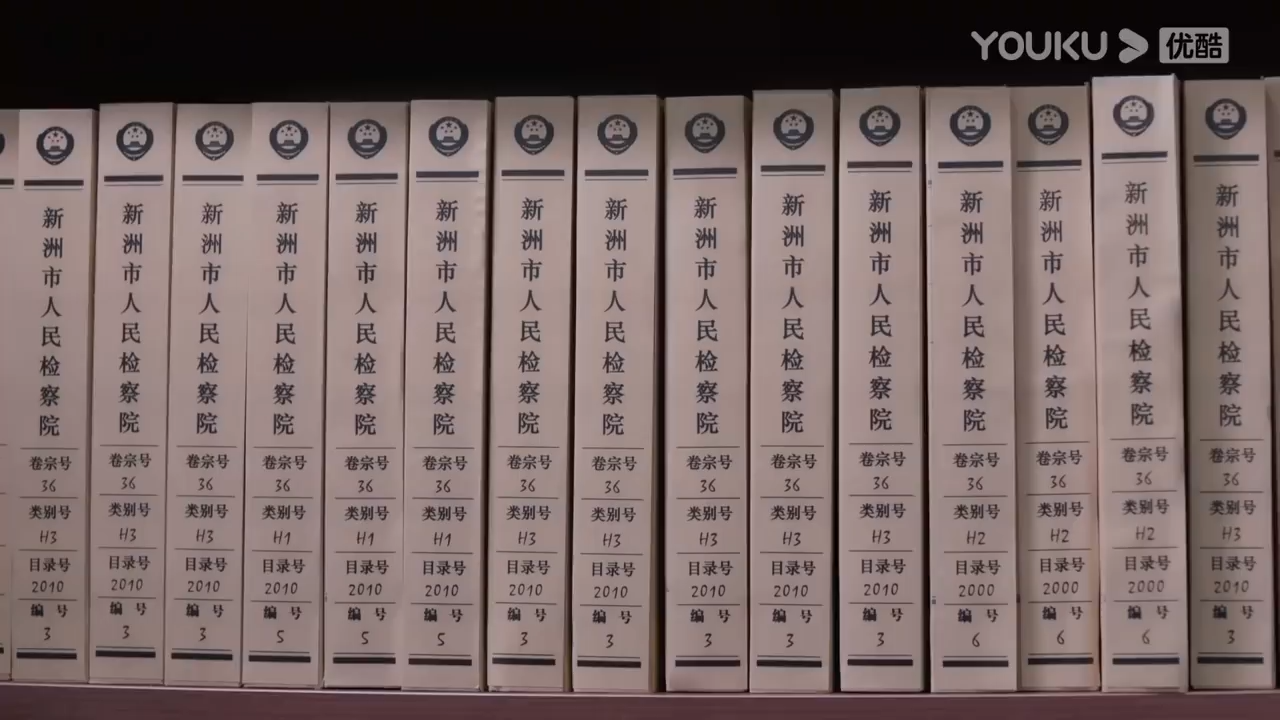 YOUKU 优酷
新洲市人民检察院
卷宗号
36
类别号
H3
目录号
2010
编 号
3
新洲市人民检察院
卷宗号
36
类别号
H3
目录号
2010
编 号
3
新洲市人民检察院
卷宗号
36
类别号
H3
目录号
2010
编 号
3
新洲市人民检察院
卷宗号
36
类别号
H1
目录号
2010
编 号
5
新洲市人民检察院
卷宗号
36
类别号
H1
目录号
2010
编 号
5
新洲市人民检察院
卷宗号
36
类别号
H1
目录号
2010
编 号
5
新洲市人民检察院
卷宗号
36
类别号
H3
目录号
2010
编 号
3
新洲市人民检察院
卷宗号
36
类别号
H3
目录号
2010
编 号
3
新洲市人民检察院
卷宗号
36
类别号
H3
目录号
2010
编 号
3
新洲市人民检察院
卷宗号
36
类别号
H3
目录号
2010
编 号
3
新洲市人民检察院
卷宗号
36
类别号
H3
目录号
2010
编 号
3
新洲市人民检察院
卷宗号
36
类别号
H2
目录号
2000
编 号
6
新洲市人民检察院
卷宗号
36
类别号
H2
目录号
2000
编 号
6
新洲市人民检察院
卷宗号
36
类别号
H2
目录号
2000
编 号
6
新洲市人民检察院
卷宗号
36
类别号
H3
目录号
2010
编 号
3